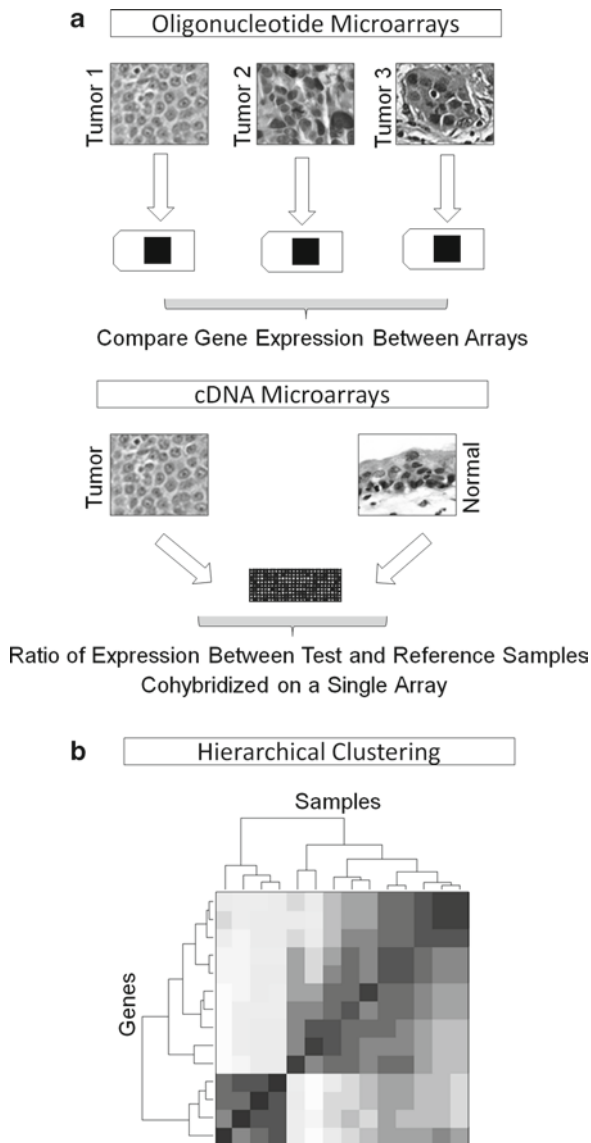 a
Oligonucleotide Microarrays
Tumor 1
Tumor 2
Tumor 3
Compare Gene Expression Between Arrays
cDNA Microarrays
Tumor
Normal
Ratio of Expression Between Test and Reference Samples
Cohybridized on a Single Array
b
Hierarchical Clustering
Samples
Genes